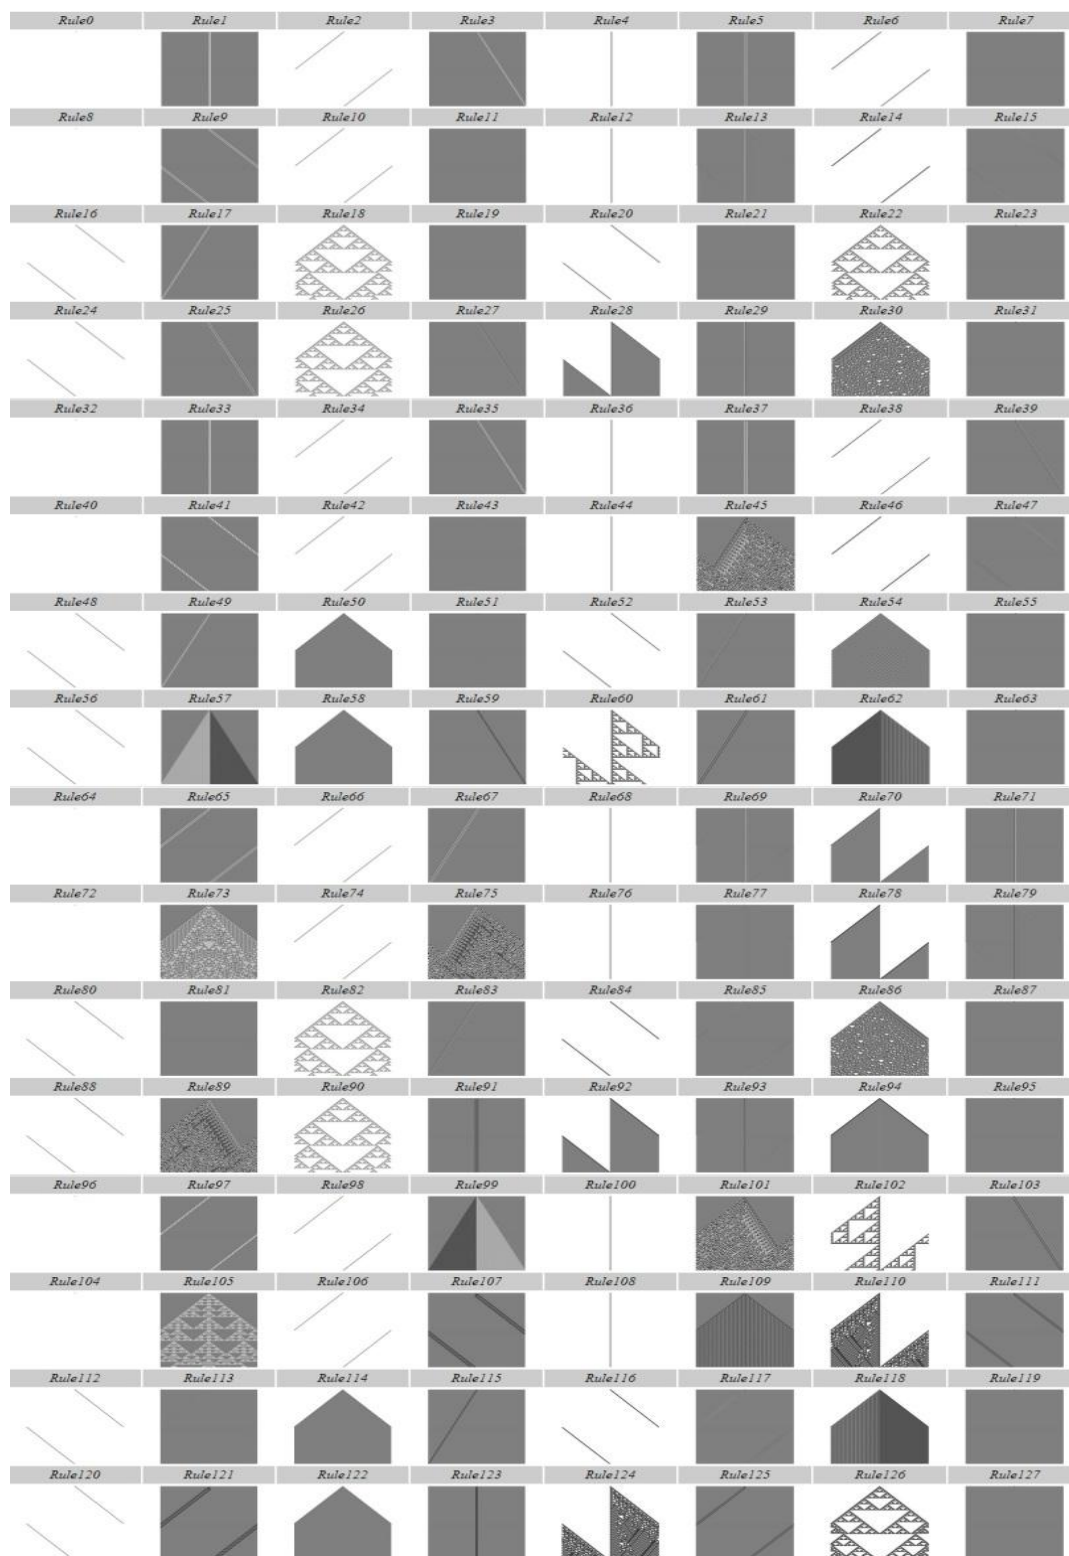 Rule0 Rule1 Rule2 Rule3 Rule4 Rule5 Rule6 Rule7
Rule8 Rule9 Rule10 Rule11 Rule12 Rule13 Rule14 Rule15
Rule16 Rule17 Rule18 Rule19 Rule20 Rule21 Rule22 Rule23
Rule24 Rule25 Rule26 Rule27 Rule28 Rule29 Rule30 Rule31
Rule32 Rule33 Rule34 Rule35 Rule36 Rule37 Rule38 Rule39
Rule40 Rule41 Rule42 Rule43 Rule44 Rule45 Rule46 Rule47
Rule48 Rule49 Rule50 Rule51 Rule52 Rule53 Rule54 Rule55
Rule56 Rule57 Rule58 Rule59 Rule60 Rule61 Rule62 Rule63
Rule64 Rule65 Rule66 Rule67 Rule68 Rule69 Rule70 Rule71
Rule72 Rule73 Rule74 Rule75 Rule76 Rule77 Rule78 Rule79
Rule80 Rule81 Rule82 Rule83 Rule84 Rule85 Rule86 Rule87
Rule88 Rule89 Rule90 Rule91 Rule92 Rule93 Rule94 Rule95
Rule96 Rule97 Rule98 Rule99 Rule100 Rule101 Rule102 Rule103
Rule104 Rule105 Rule106 Rule107 Rule108 Rule109 Rule110 Rule111
Rule112 Rule113 Rule114 Rule115 Rule116 Rule117 Rule118 Rule119
Rule120 Rule121 Rule122 Rule123 Rule124 Rule125 Rule126 Rule127